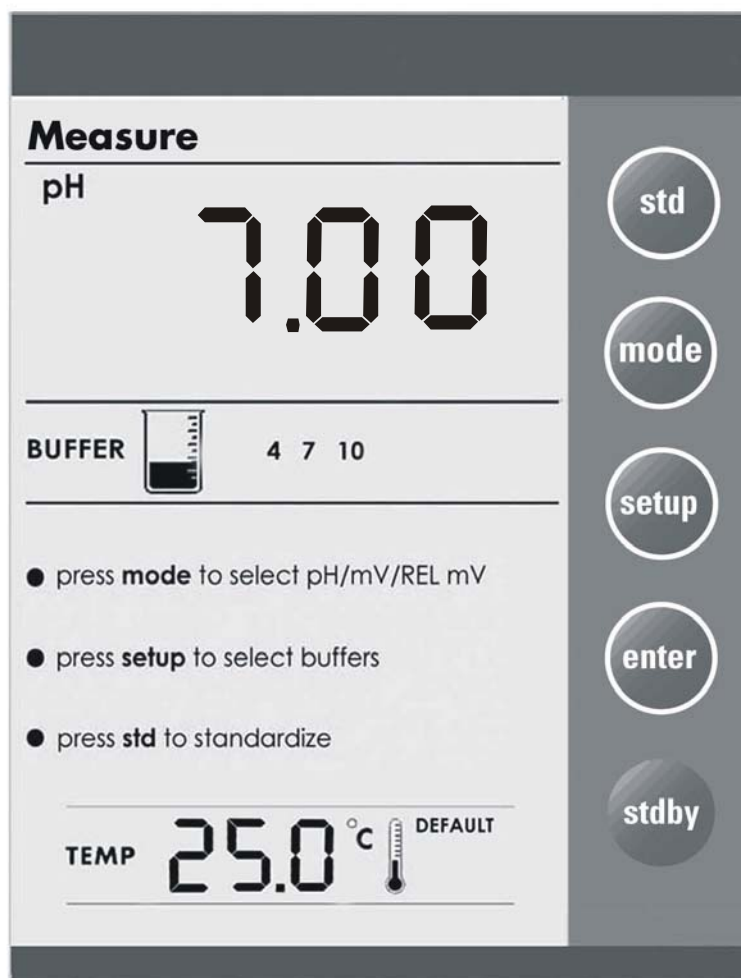 Measure
pH
7.00
BUFFER 4 7 10
● press mode to select pH/mV/REL mV
● press setup to select buffers
● press std to standardize
TEMP 25.0 °C DEFAULT
std
mode
setup
enter
stdby